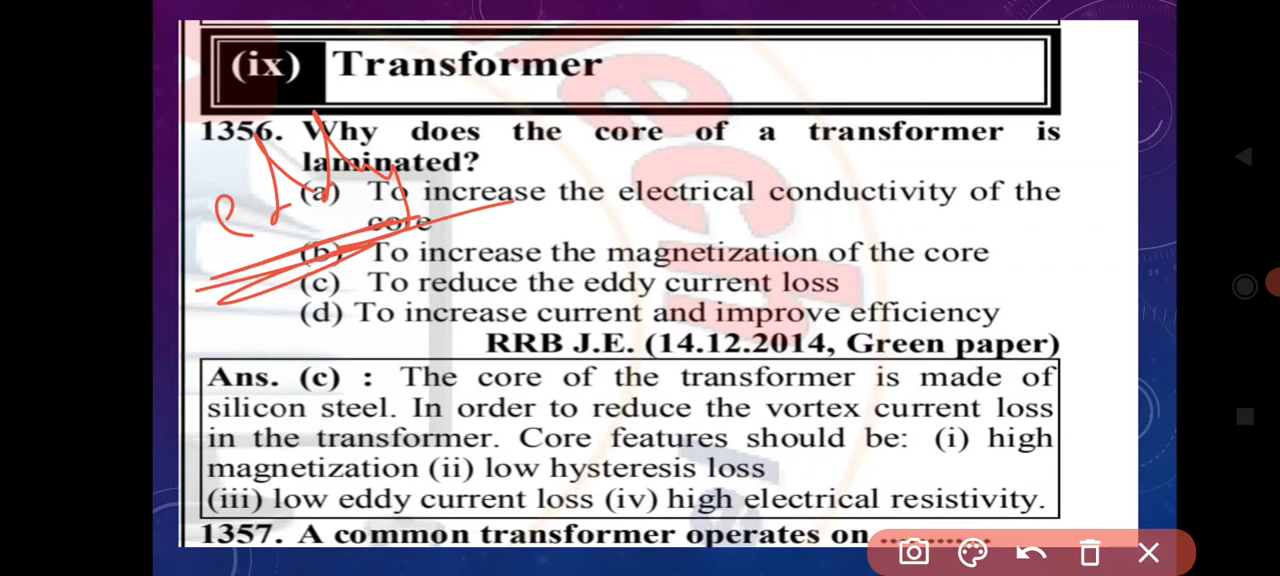 (ix) Transformer
1356. Why does the core of a transformer is
laminated?
(a) To increase the electrical conductivity of the
core
(b) To increase the magnetization of the core
(c) To reduce the eddy current loss
(d) To increase current and improve efficiency
RRB J.E. (14.12.2014, Green paper)
Ans. (c) : The core of the transformer is made of
silicon steel. In order to reduce the vortex current loss
in the transformer. Core features should be: (i) high
magnetization (ii) low hysteresis loss
(iii) low eddy current loss (iv) high electrical resistivity.
1357. A common transformer operates on ...........
eddy